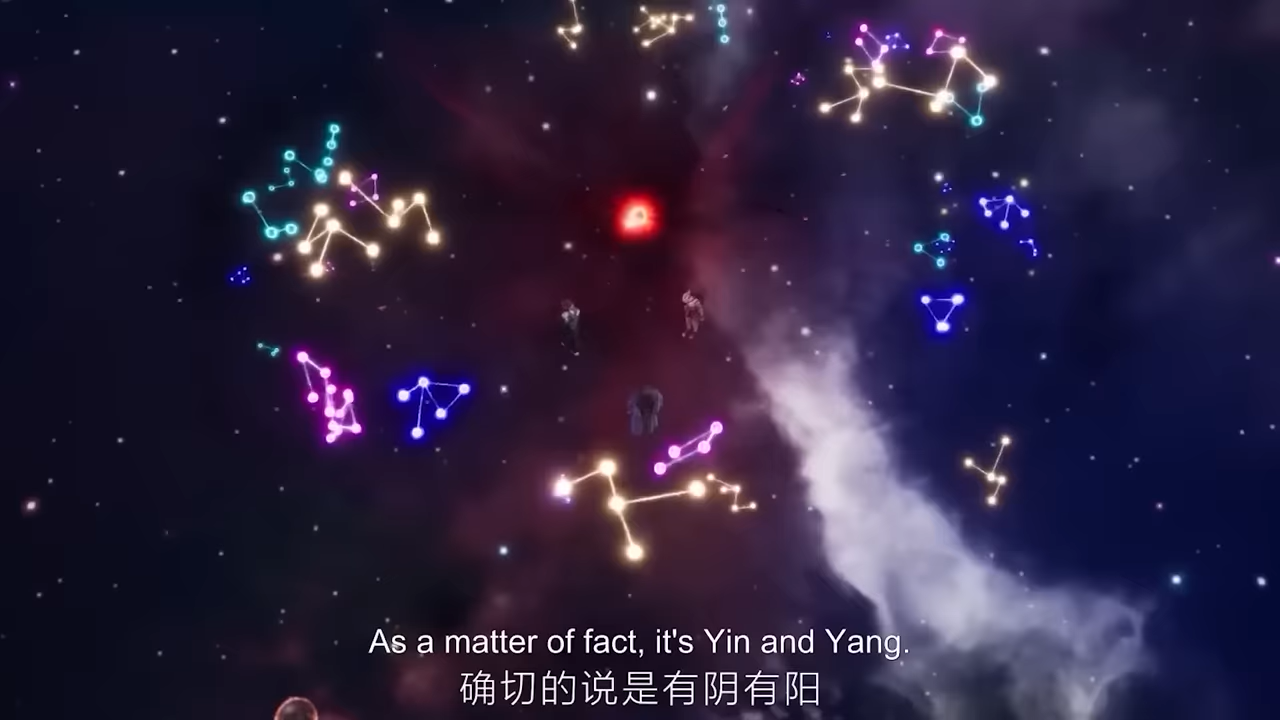 As a matter of fact, it's Yin and Yang.
确切的说是有阴有阳